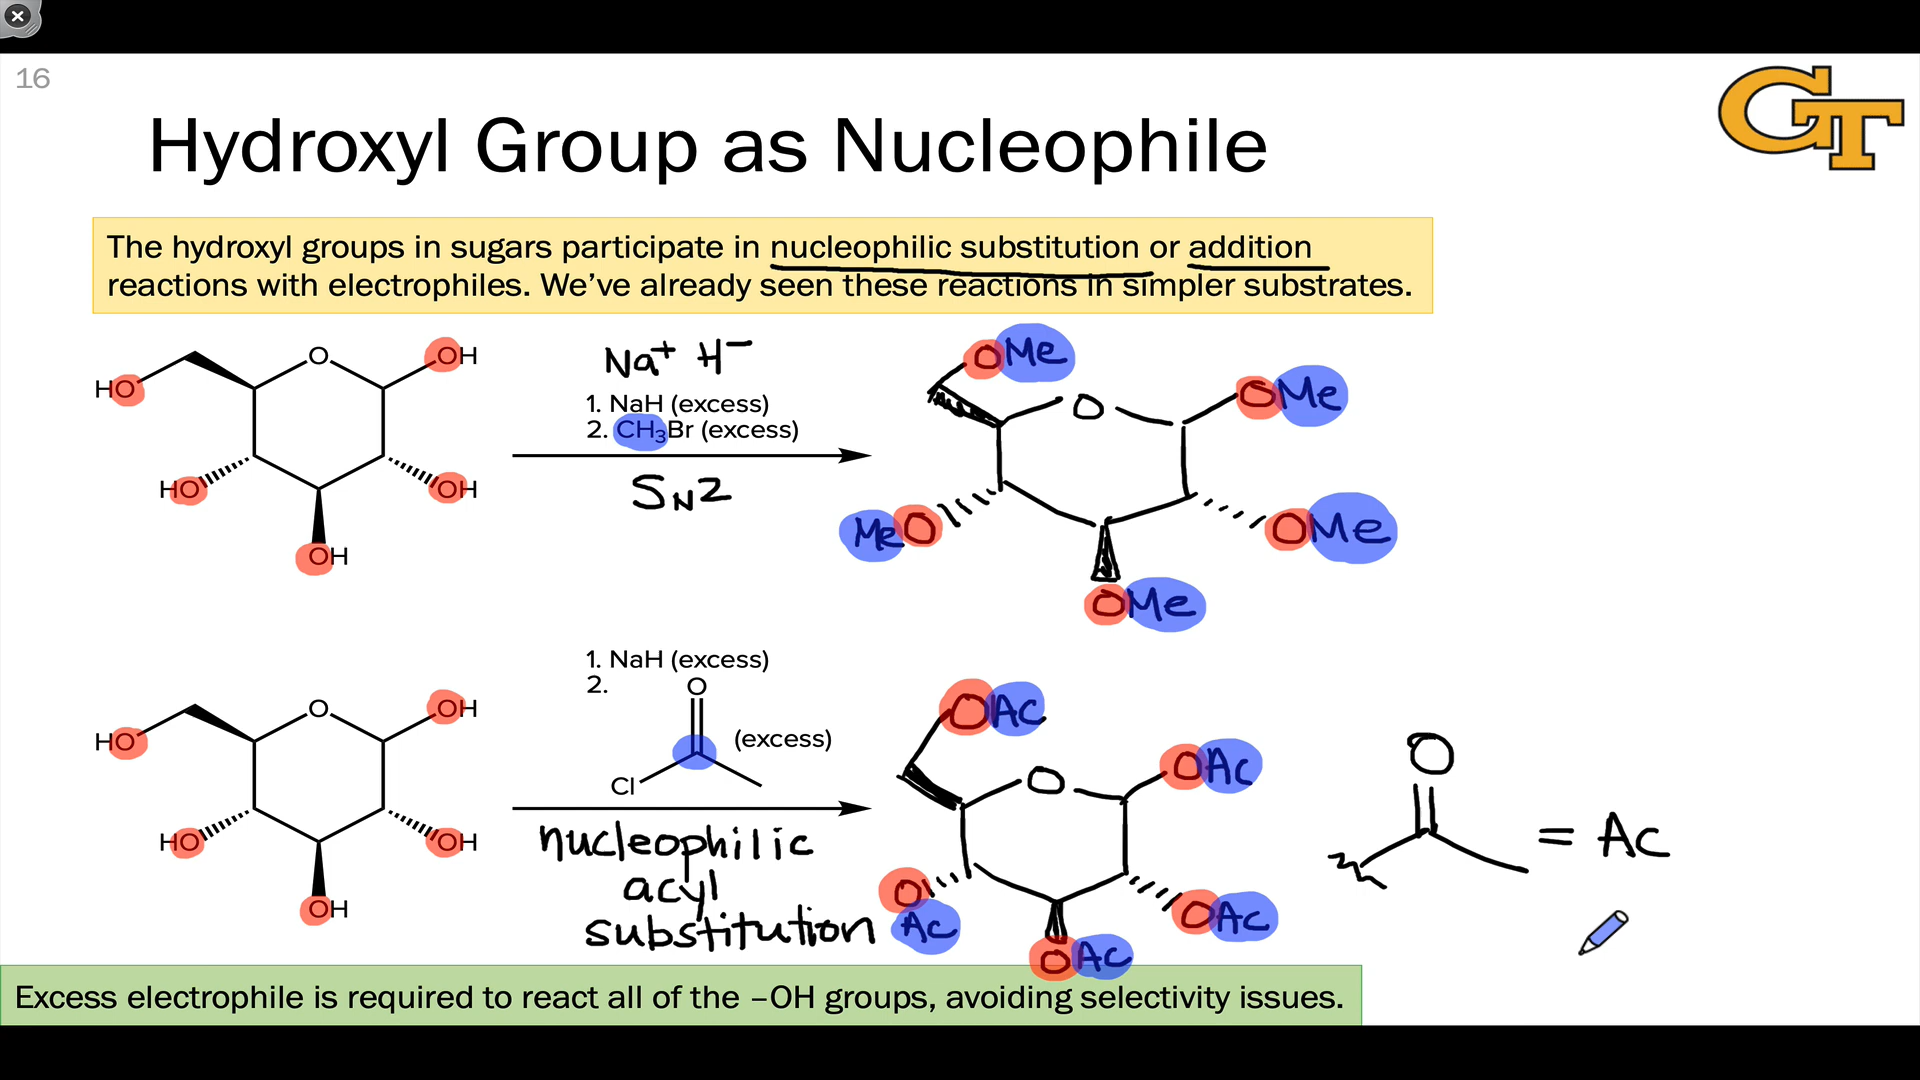 16
GT
Hydroxyl Group as Nucleophile
The hydroxyl groups in sugars participate in nucleophilic substitution or addition
reactions with electrophiles. We've already seen these reactions in simpler substrates.
HO
O
OH
HO
OH
OH
Na+ H−
1. NaH (excess)
2. CH₃Br (excess)
SN2
OMe
O
OMe
MeO
OMe
OMe
HO
O
OH
HO
OH
OH
1. NaH (excess)
2.
O
Cl
(excess)
nucleophilic
acyl
substitution
OAc
O
OAc
O
Ac
OAc
OAc
O
= Ac
Excess electrophile is required to react all of the –OH groups, avoiding selectivity issues.